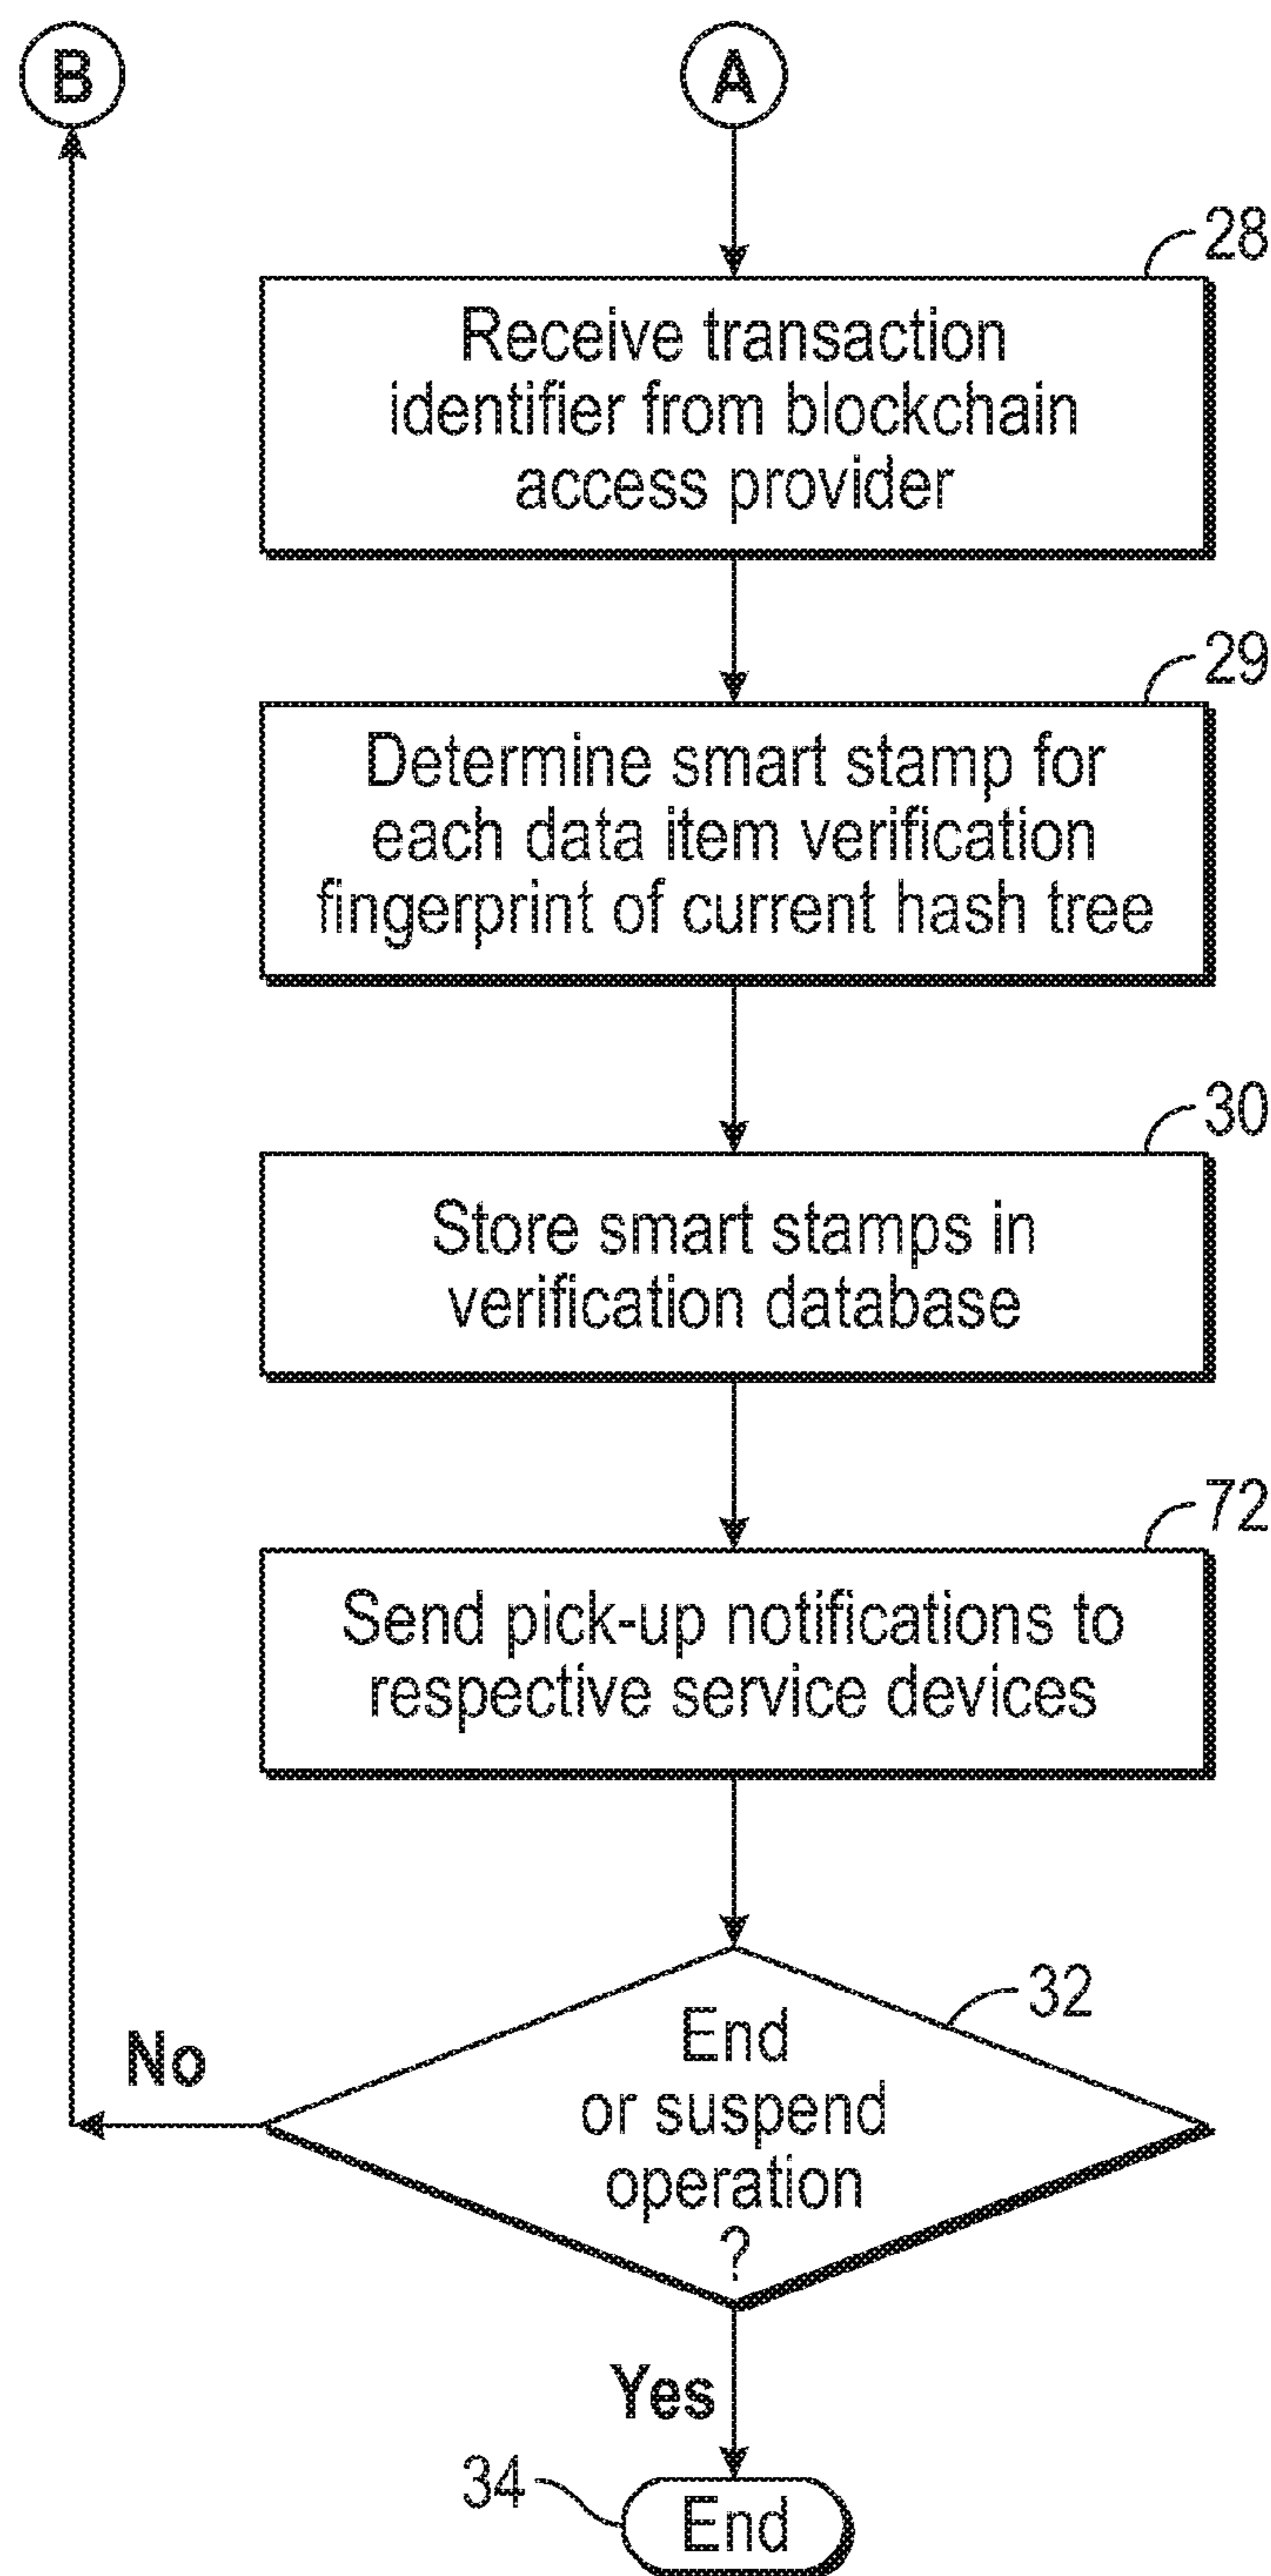 B
A
28
Receive transaction
identifier from blockchain
access provider
29
Determine smart stamp for
each data item verification
fingerprint of current hash tree
30
Store smart stamps in
verification database
72
Send pick-up notifications to
respective service devices
32
End
or suspend
operation
?
No
Yes
34
End